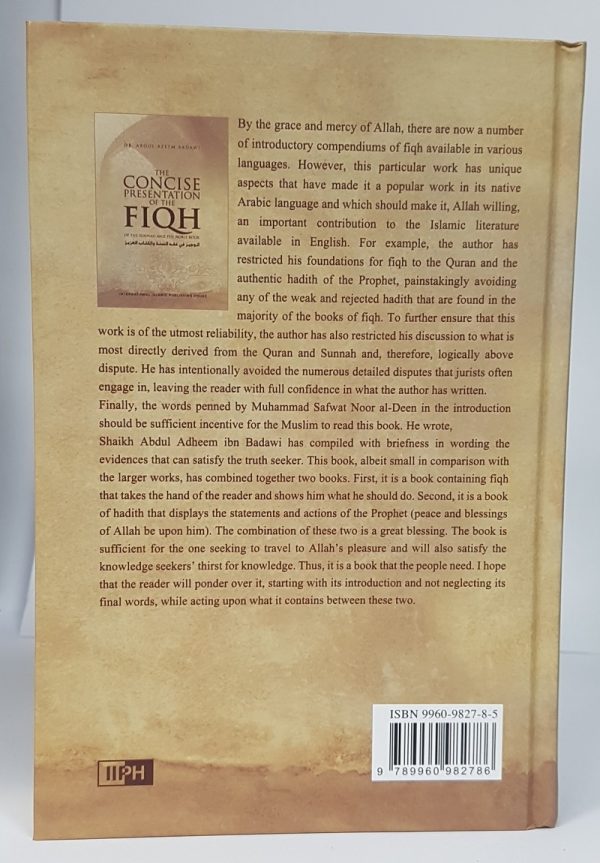 DR. ABDUL AZEEM BADAWI
THE
CONCISE
PRESENTATION
OF THE
FIQH
OF THE SUNNAH AND THE NOBLE BOOK
الوجيز في فقه السنة والكتاب العزيز
INTERNATIONAL ISLAMIC PUBLISHING HOUSE
By the grace and mercy of Allah, there are now a number
of introductory compendiums of fiqh available in various
languages. However, this particular work has unique
aspects that have made it a popular work in its native
Arabic language and which should make it, Allah willing,
an important contribution to the Islamic literature
available in English. For example, the author has
restricted his foundations for fiqh to the Quran and the
authentic hadith of the Prophet, painstakingly avoiding
any of the weak and rejected hadith that are found in the
majority of the books of fiqh. To further ensure that this
work is of the utmost reliability, the author has also restricted his discussion to what is
most directly derived from the Quran and Sunnah and, therefore, logically above
dispute. He has intentionally avoided the numerous detailed disputes that jurists often
engage in, leaving the reader with full confidence in what the author has written.
Finally, the words penned by Muhammad Safwat Noor al-Deen in the introduction
should be sufficient incentive for the Muslim to read this book. He wrote,
Shaikh Abdul Adheem ibn Badawi has compiled with briefness in wording the
evidences that can satisfy the truth seeker. This book, albeit small in comparison with
the larger works, has combined together two books. First, it is a book containing fiqh
that takes the hand of the reader and shows him what he should do. Second, it is a book
of hadith that displays the statements and actions of the Prophet (peace and blessings
of Allah be upon him). The combination of these two is a great blessing. The book is
sufficient for the one seeking to travel to Allah's pleasure and will also satisfy the
knowledge seekers' thirst for knowledge. Thus, it is a book that the people need. I hope
that the reader will ponder over it, starting with its introduction and not neglecting its
final words, while acting upon what it contains between these two.
ISBN 9960-9827-8-5
9 789960 982786
IIPH